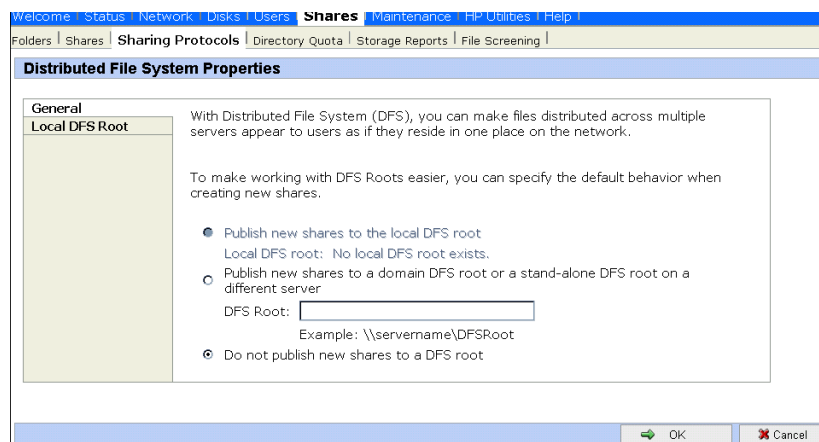 Welcome | Status | Network | Disks | Users | Shares | Maintenance | HP Utilities | Help |
Folders | Shares | Sharing Protocols | Directory Quota | Storage Reports | File Screening |
Distributed File System Properties
General
Local DFS Root
With Distributed File System (DFS), you can make files distributed across multiple
servers appear to users as if they reside in one place on the network.
To make working with DFS Roots easier, you can specify the default behavior when
creating new shares.
Publish new shares to the local DFS root
Local DFS root: No local DFS root exists.
Publish new shares to a domain DFS root or a stand-alone DFS root on a
different server
DFS Root:
Example: \\servername\DFSRoot
Do not publish new shares to a DFS root
OK
Cancel